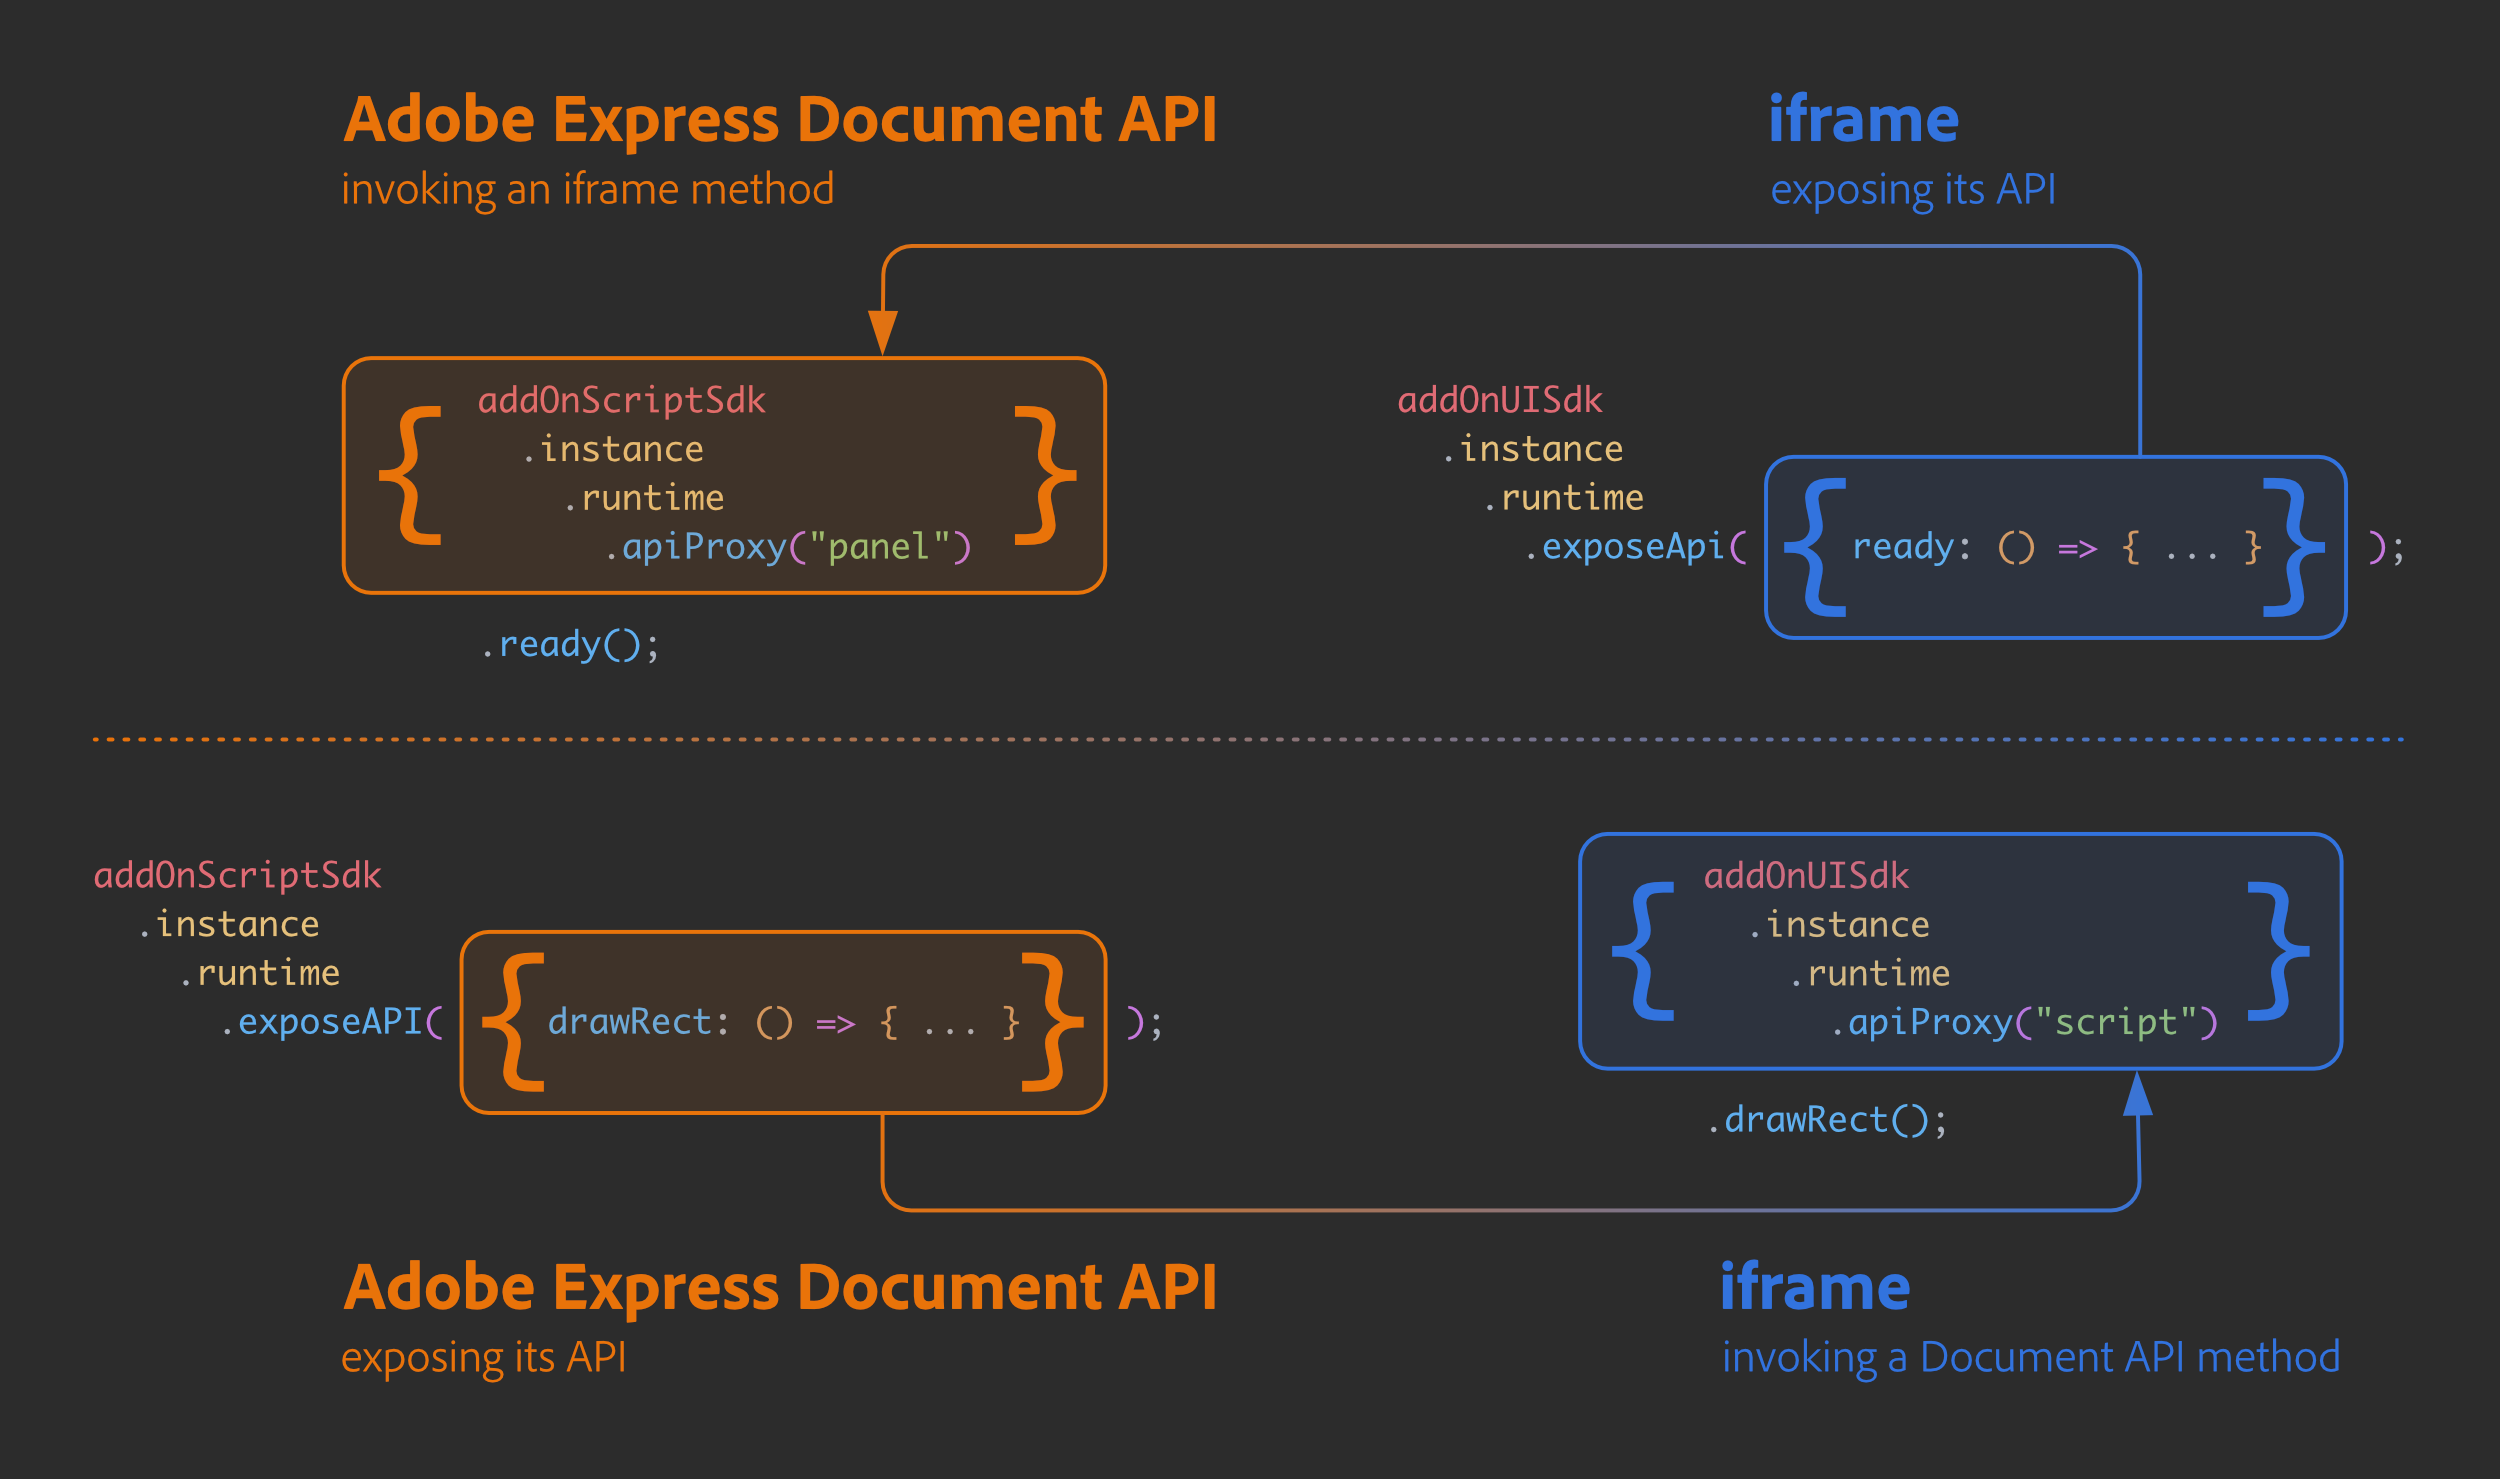 Adobe Express Document API
invoking an iframe method
iframe
exposing its API
{ addOnScriptSdk
.instance
.runtime
.apiProxy("panel") }
.ready();
addOnUISdk
.instance
.runtime
.exposeApi( { ready: () => { ... } } );
addOnScriptSdk
.instance
.runtime
.exposeAPI( { drawRect: () => { ... } } );
{ addOnUISdk
.instance
.runtime
.apiProxy("script") }
.drawRect();
Adobe Express Document API
exposing its API
iframe
invoking a Document API method